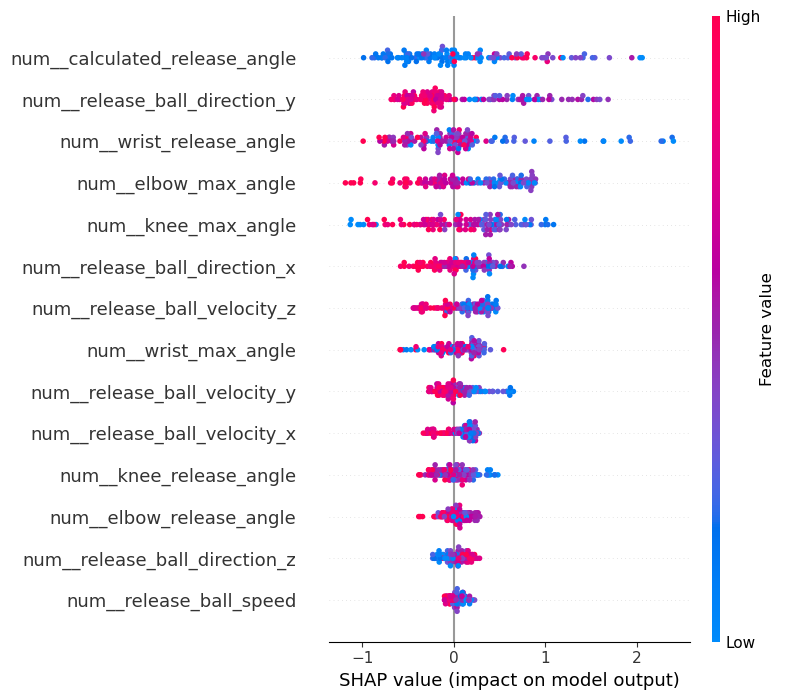 High
num__calculated_release_angle
num__release_ball_direction_y
num__wrist_release_angle
num__elbow_max_angle
num__knee_max_angle
num__release_ball_direction_x
num__release_ball_velocity_z
num__wrist_max_angle
num__release_ball_velocity_y
num__release_ball_velocity_x
num__knee_release_angle
num__elbow_release_angle
num__release_ball_direction_z
num__release_ball_speed
Feature value
Low
−1 0 1 2
SHAP value (impact on model output)